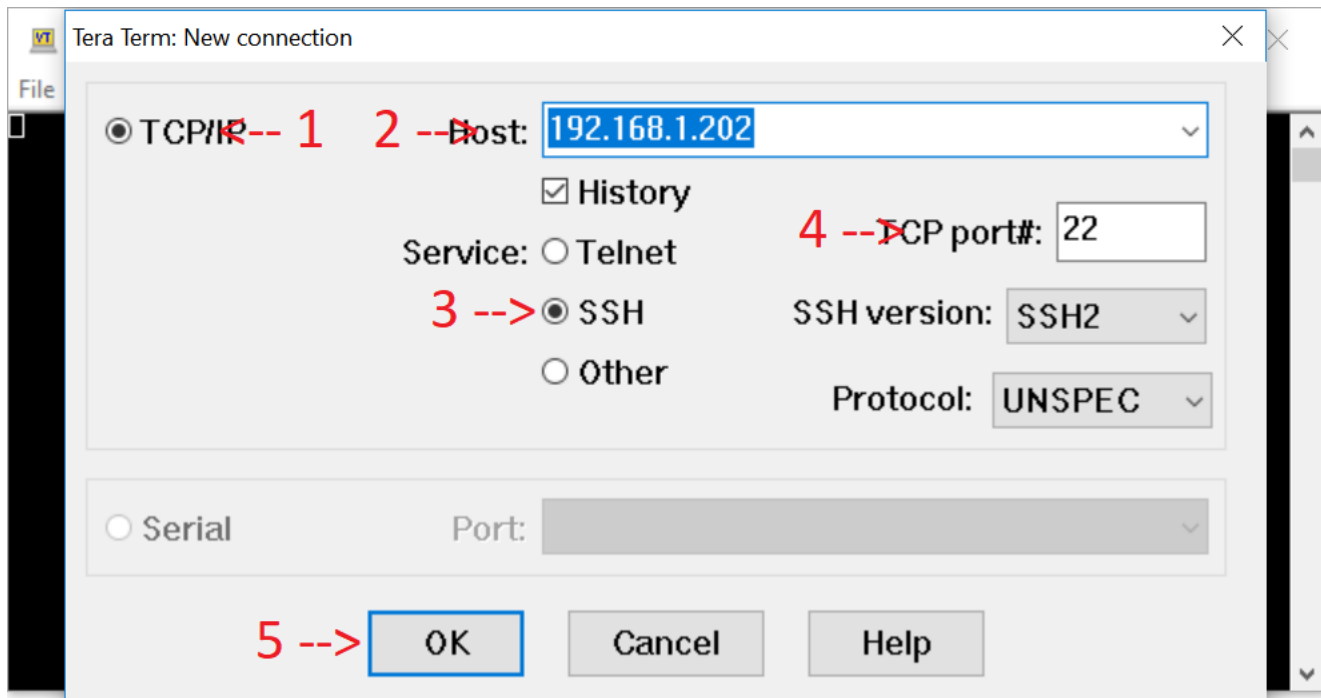 VT
Tera Term: New connection
File
TCP/IP <-- 1 2 --> Host: 192.168.1.202
History
4 --> TCP port#: 22
Service: Telnet
3 --> SSH SSH version: SSH2
Other
Protocol: UNSPEC
Serial Port:
5 --> OK Cancel Help